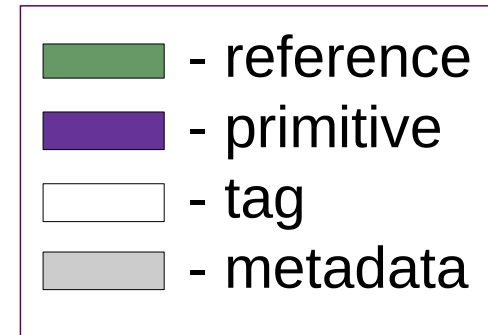 - reference
- primitive
- tag
- metadata